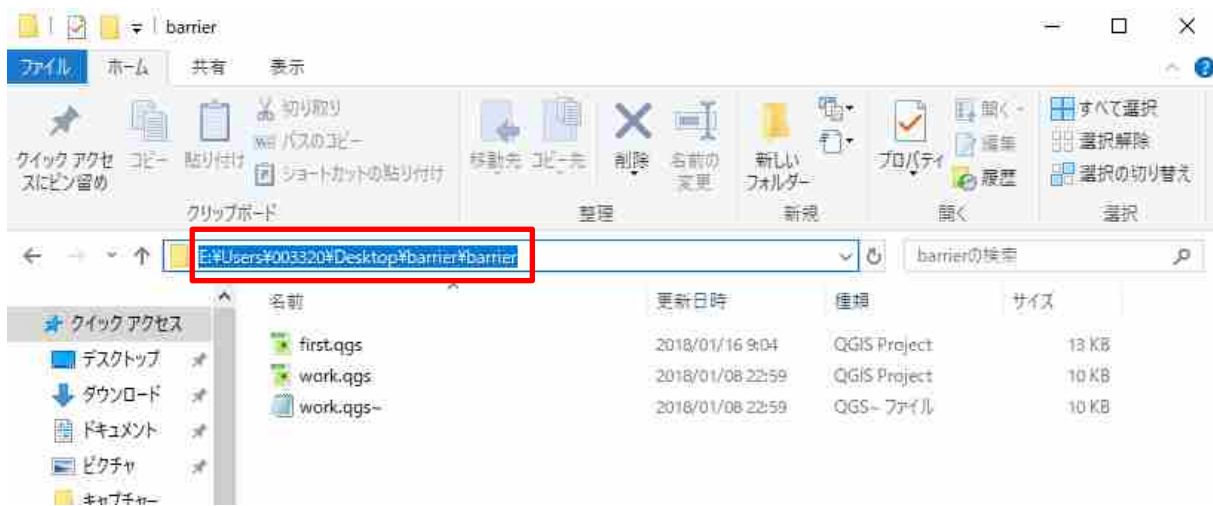 barrier
ファイル ホーム 共有 表示
クイック アクセスにピン留め
コピー
貼り付け
切り取り
パスのコピー
ショートカットの貼り付け
移動先
コピー先
削除
名前の変更
新しいフォルダー
プロパティ
開く
編集
履歴
すべて選択
選択解除
選択の切り替え
クリップボード 整理 新規 開く 選択
E:¥Users¥003320¥Desktop¥barrier¥barrier
barrierの検索
名前 更新日時 種類 サイズ
クイック アクセス
デスクトップ
ダウンロード
ドキュメント
ピクチャ
キャプチャー
first.qgs 2018/01/16 9:04 QGIS Project 13 KB
work.qgs 2018/01/08 22:59 QGIS Project 10 KB
work.qgs~ 2018/01/08 22:59 QGS~ ファイル 10 KB